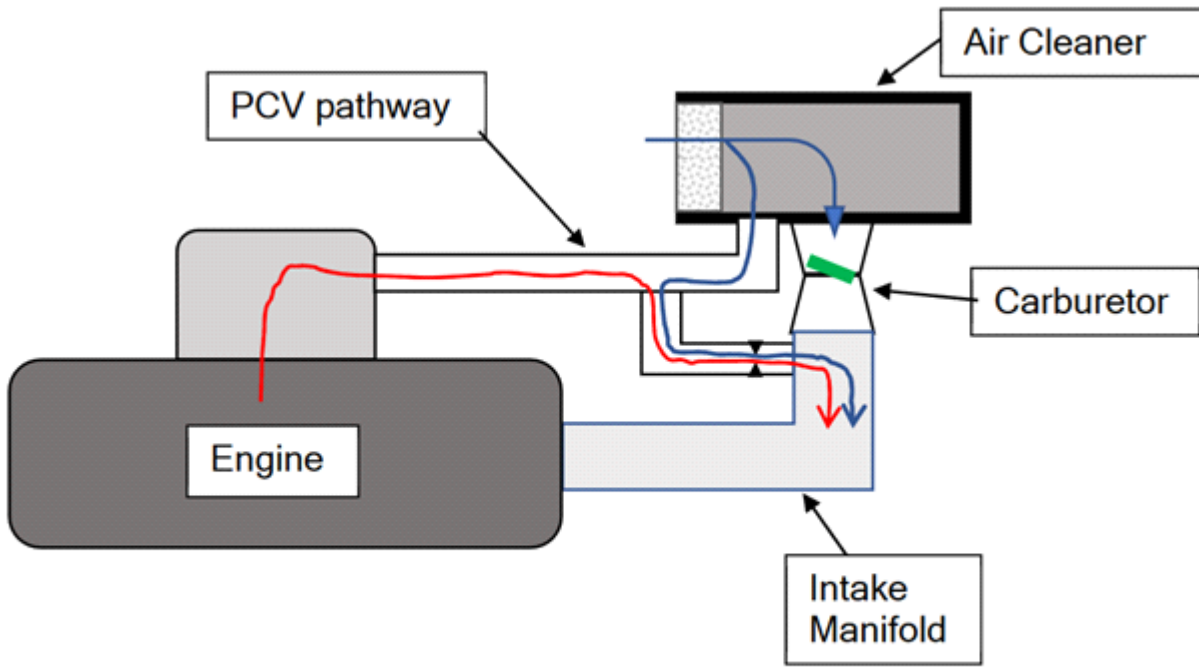 Air Cleaner
PCV pathway
Carburetor
Engine
Intake
Manifold